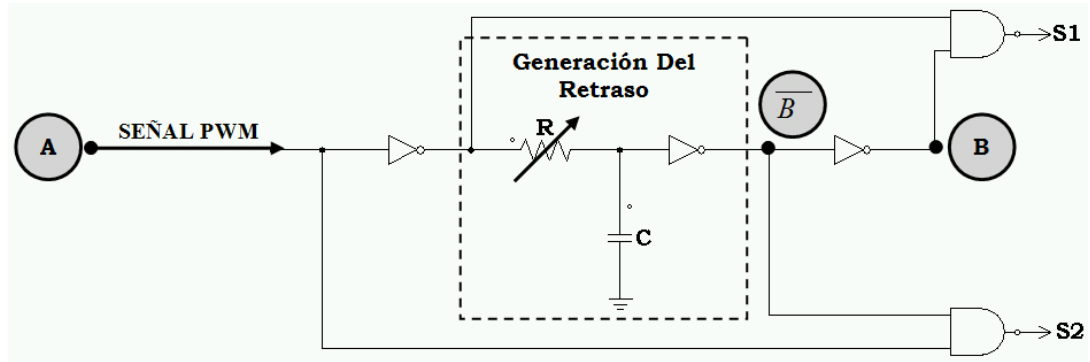 S1
Generación Del
Retraso
B
A
SEÑAL PWM
R
B
C
S2